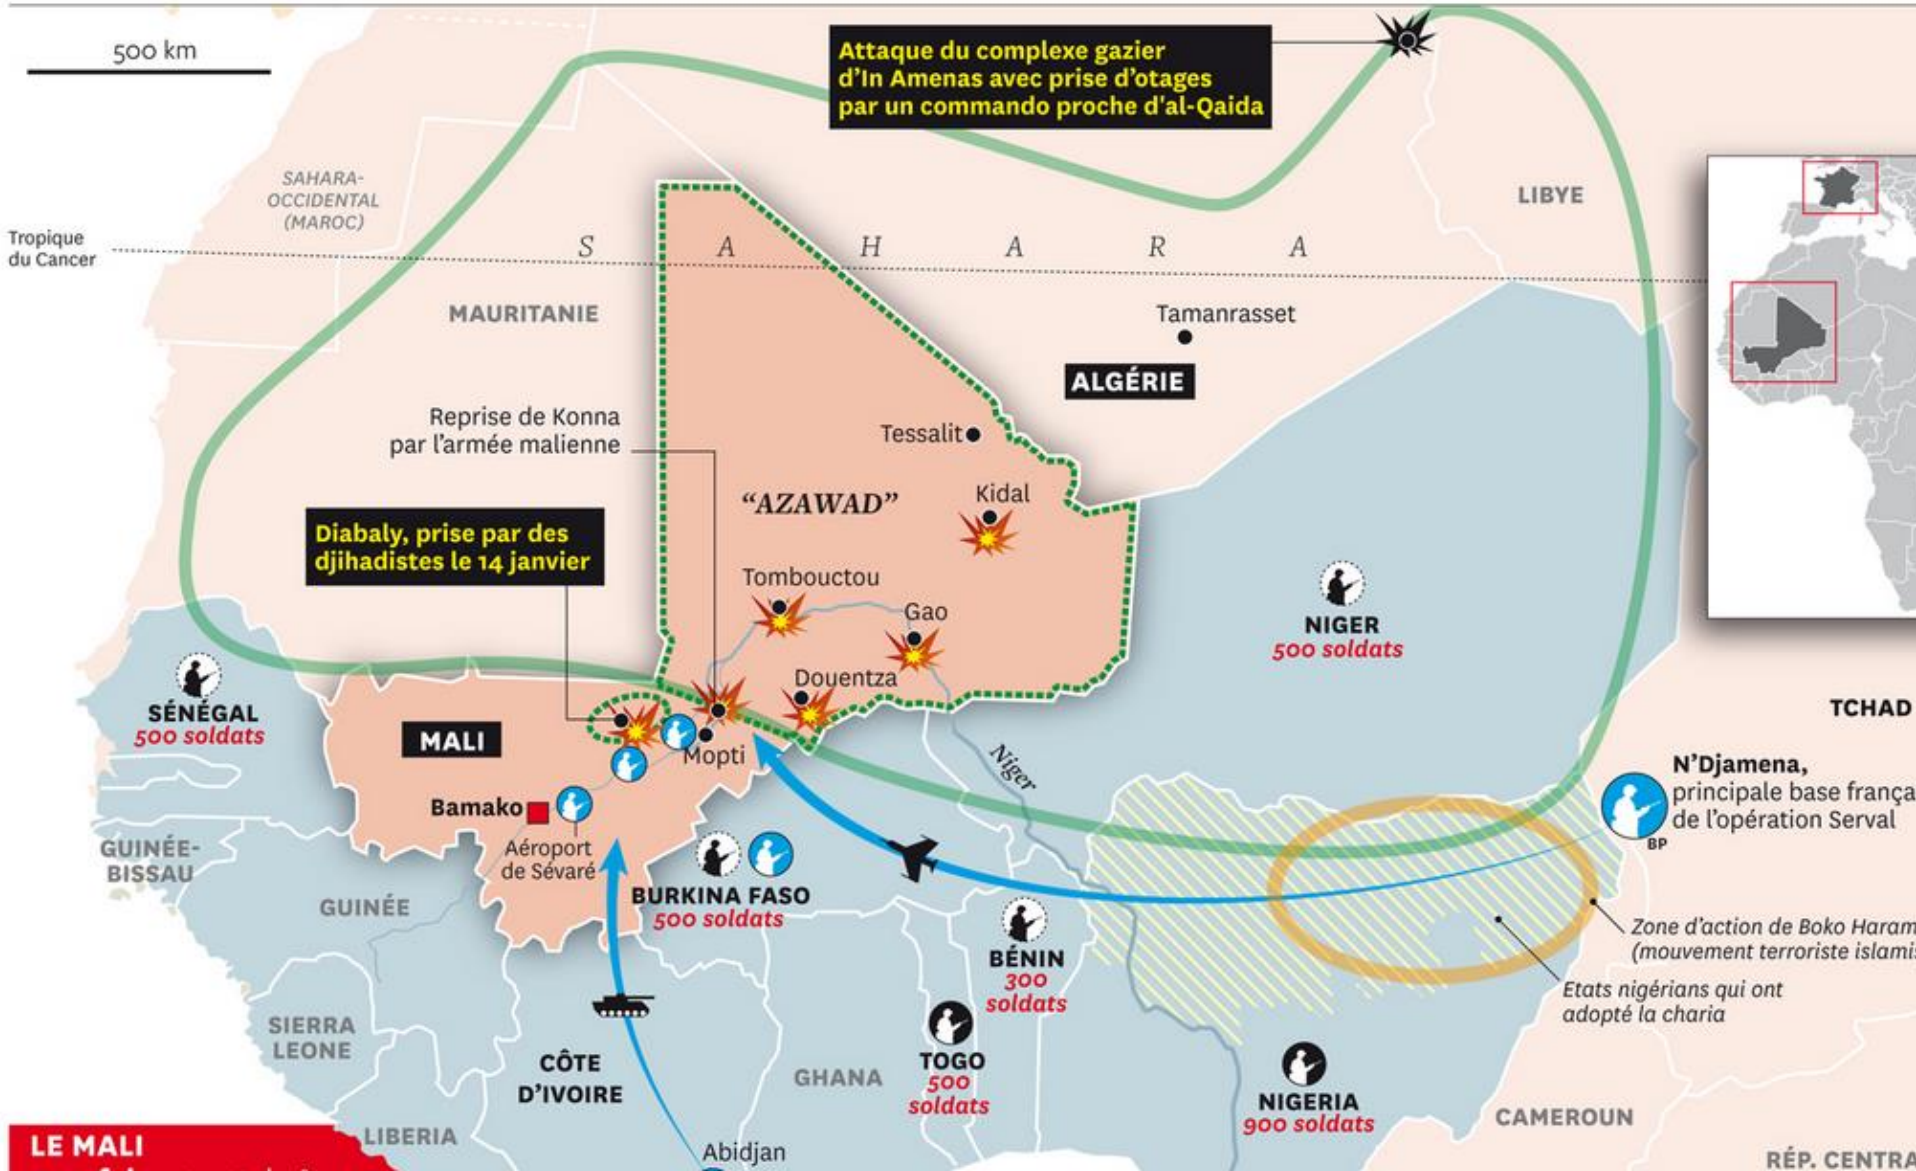 500 km
Attaque du complexe gazier
d'In Amenas avec prise d'otages
par un commando proche d'al-Qaida
SAHARA-
OCCIDENTAL
(MAROC)
LIBYE
Tropique
du Cancer
S A H A R A
MAURITANIE
Tamanrasset
ALGÉRIE
Reprise de Konna
par l'armée malienne
Tessalit
"AZAWAD"
Kidal
Diabaly, prise par des
djihadistes le 14 janvier
Tombouctou
Gao
NIGER
500 soldats
Douentza
SÉNÉGAL
500 soldats
MALI
Mopti
Niger
TCHAD
N'Djamena,
principale base frança
de l'opération Serval
BP
Bamako
Aéroport
de Sévaré
GUINÉE-
BISSAU
GUINÉE
BURKINA FASO
500 soldats
BÉNIN
300
soldats
Zone d'action de Boko Haram
(mouvement terroriste islamis
Etats nigérians qui ont
adopté la charia
SIERRA
LEONE
CÔTE
D'IVOIRE
GHANA
TOGO
500
soldats
NIGERIA
900 soldats
CAMEROUN
LE MALI
LIBERIA
Abidjan
RÉP. CENTRA